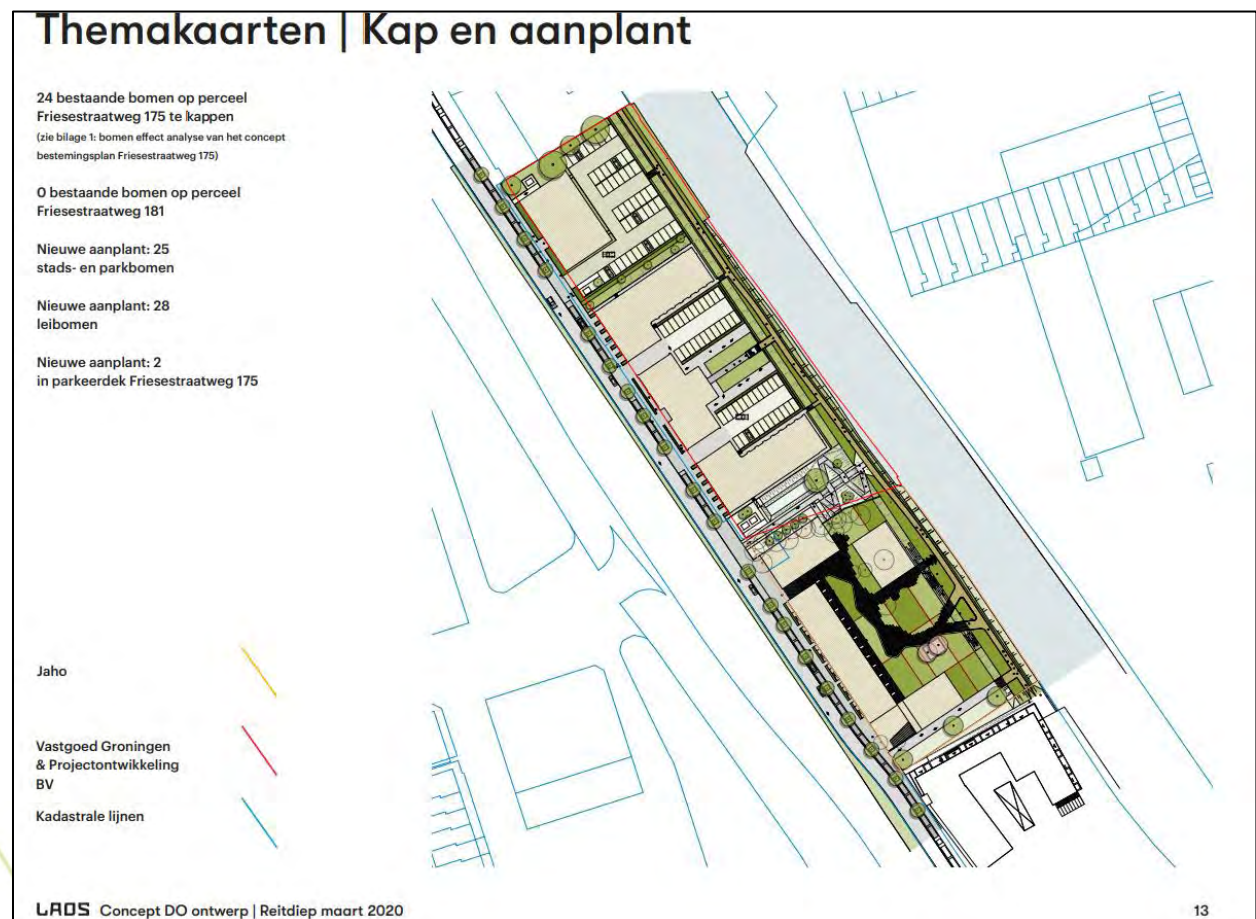 Themakaarten | Kap en aanplant
24 bestaande bomen op perceel
Friesestraatweg 175 te kappen
(zie bilage 1: bomen effect analyse van het concept
bestemingsplan Friesestraatweg 175)
0 bestaande bomen op perceel
Friesestraatweg 181
Nieuwe aanplant: 25
stads- en parkbomen
Nieuwe aanplant: 28
leibomen
Nieuwe aanplant: 2
in parkeerdek Friesestraatweg 175
Jaho
Vastgoed Groningen
& Projectontwikkeling
BV
Kadastrale lijnen
LAOS Concept DO ontwerp | Reitdiep maart 2020
13